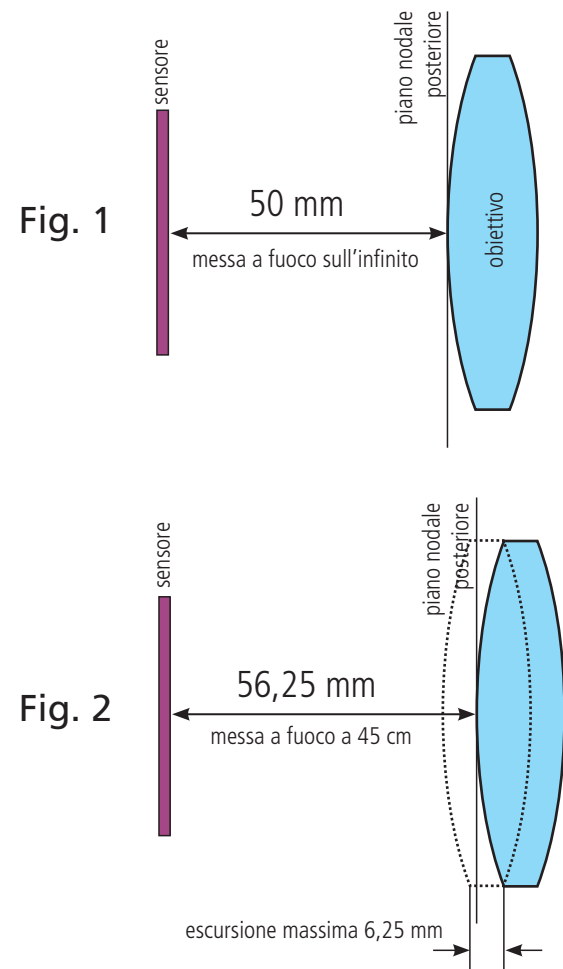 sensore
piano nodale
posteriore
Fig. 1
50 mm
messa a fuoco sull’infinito
obiettivo
sensore
piano nodale
posteriore
Fig. 2
56,25 mm
messa a fuoco a 45 cm
escursione massima 6,25 mm